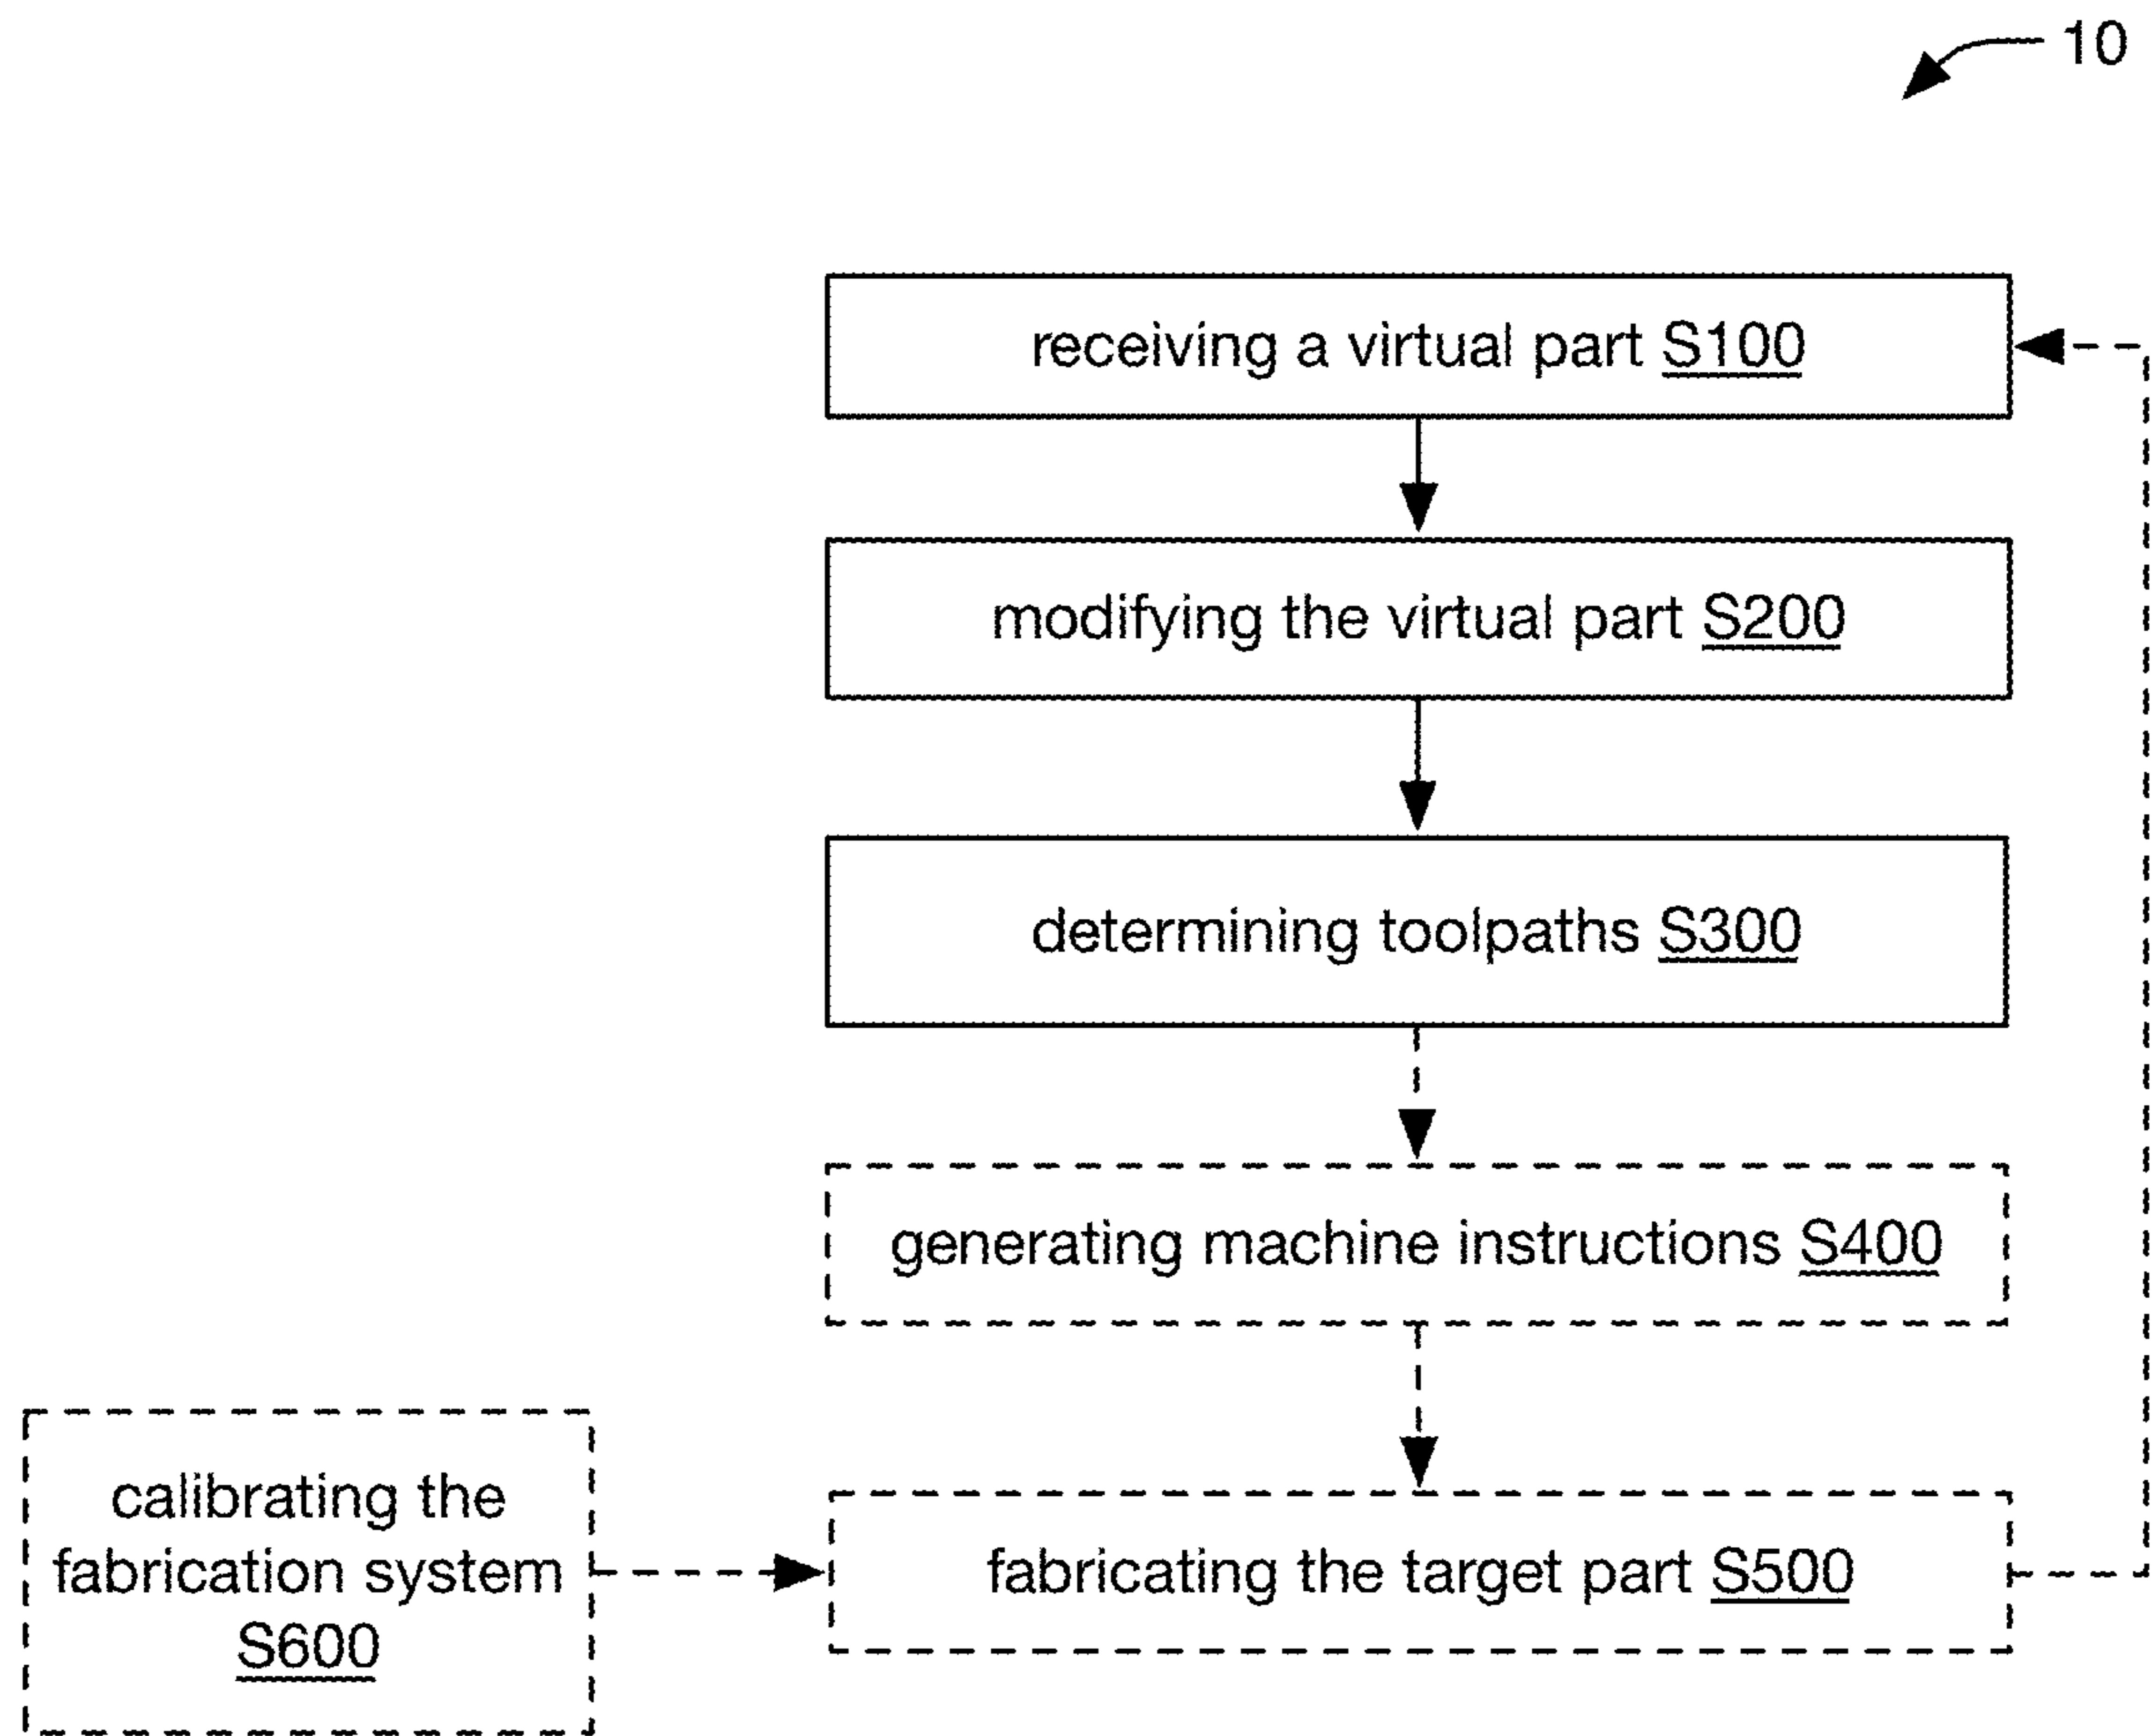 10
receiving a virtual part S100
modifying the virtual part S200
determining toolpaths S300
generating machine instructions S400
calibrating the
fabrication system
S600
fabricating the target part S500